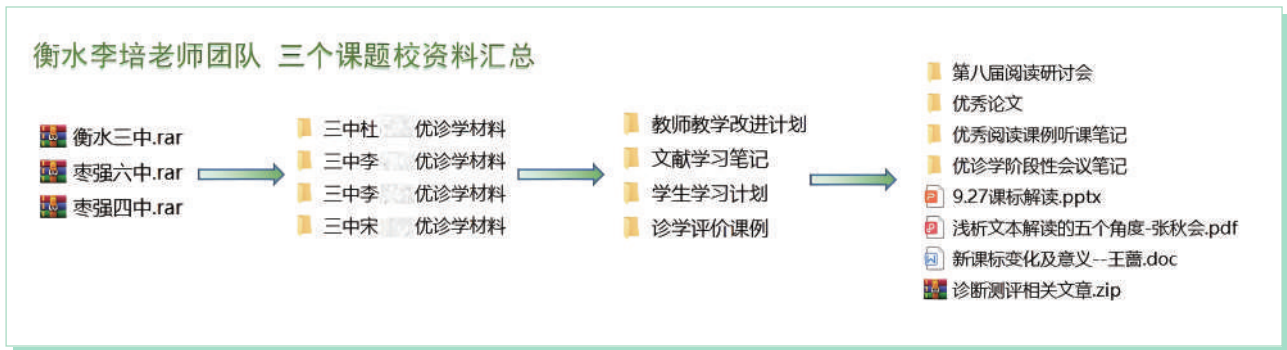 衡水李培老师团队 三个课题校资料汇总
衡水三中.rar
枣强六中.rar
枣强四中.rar
三中杜 优诊学材料
三中李 优诊学材料
三中李 优诊学材料
三中宋 优诊学材料
教师教学改进计划
文献学习笔记
学生学习计划
诊学评价课例
第八届阅读研讨会
优秀论文
优秀阅读课例听课笔记
优诊学阶段性会议笔记
9.27课标解读.pptx
浅析文本解读的五个角度-张秋会.pdf
新课标变化及意义--王蔷.doc
诊断测评相关文章.zip